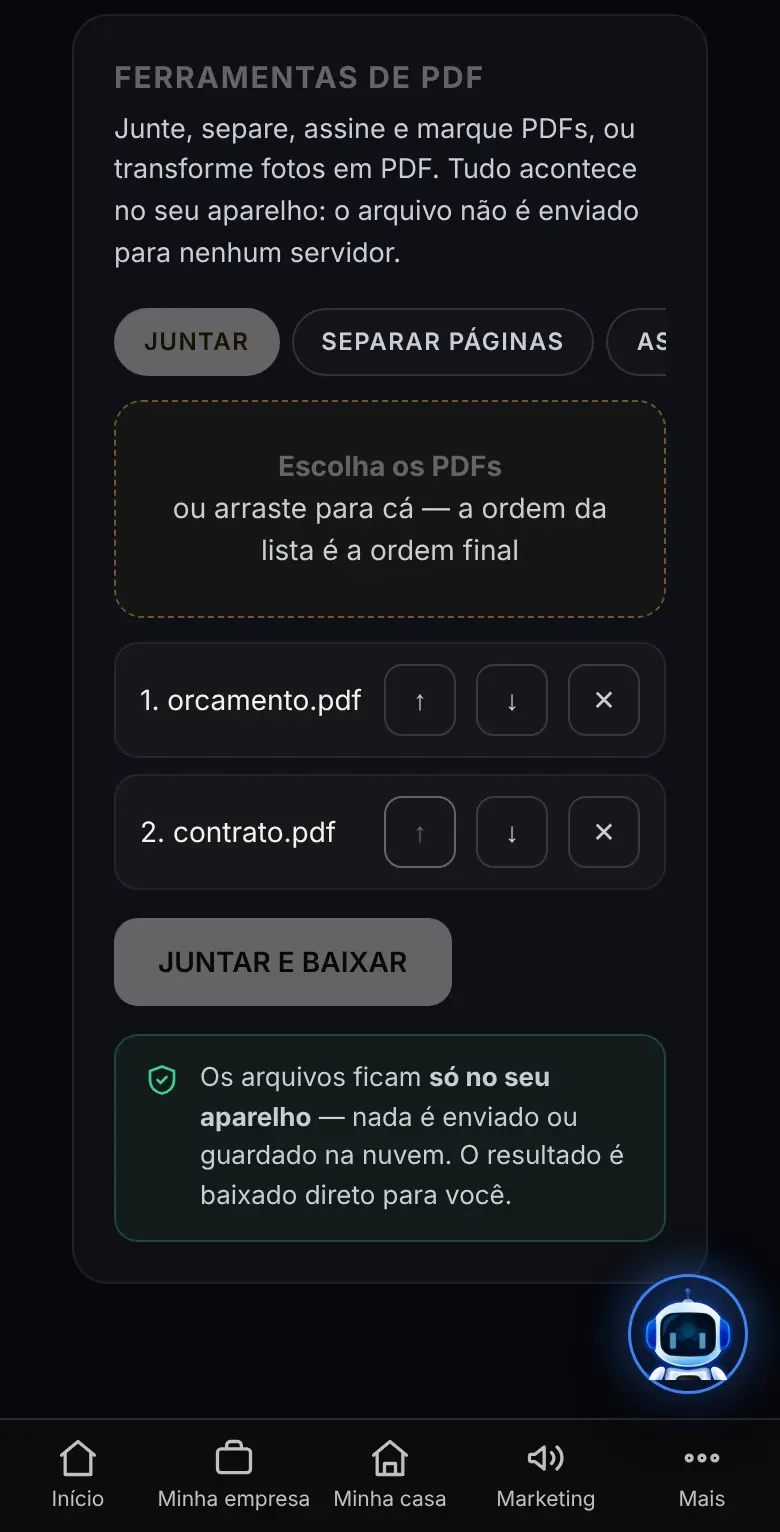 FERRAMENTAS DE PDF
Junte, separe, assine e marque PDFs, ou
transforme fotos em PDF. Tudo acontece
no seu aparelho: o arquivo não é enviado
para nenhum servidor.
JUNTAR SEPARAR PÁGINAS AS
Escolha os PDFs
ou arraste para cá — a ordem da
lista é a ordem final
1. orcamento.pdf ↑ ↓ ✕
2. contrato.pdf ↑ ↓ ✕
JUNTAR E BAIXAR
Os arquivos ficam só no seu
aparelho — nada é enviado ou
guardado na nuvem. O resultado é
baixado direto para você.
Início Minha empresa Minha casa Marketing Mais